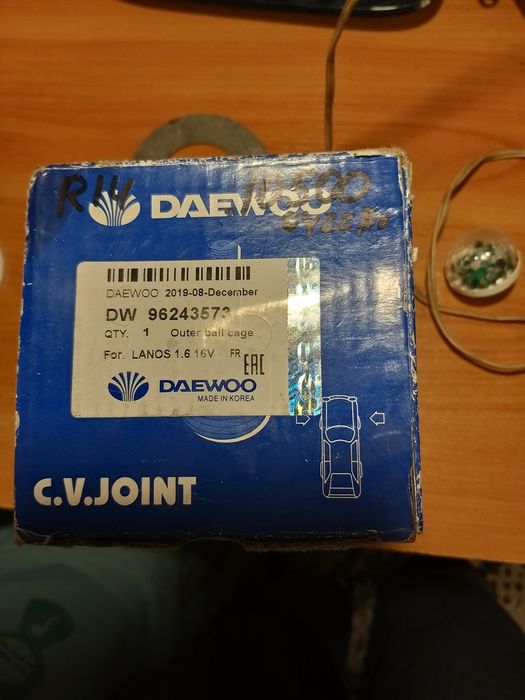 R14
DAEWOO
DAEWOO 2019-08-December
DW 96243573
QTY. 1 Outer ball cage
For. LANOS 1.6 16V FR
EAC
DAEWOO
MADE IN KOREA
C.V.JOINT